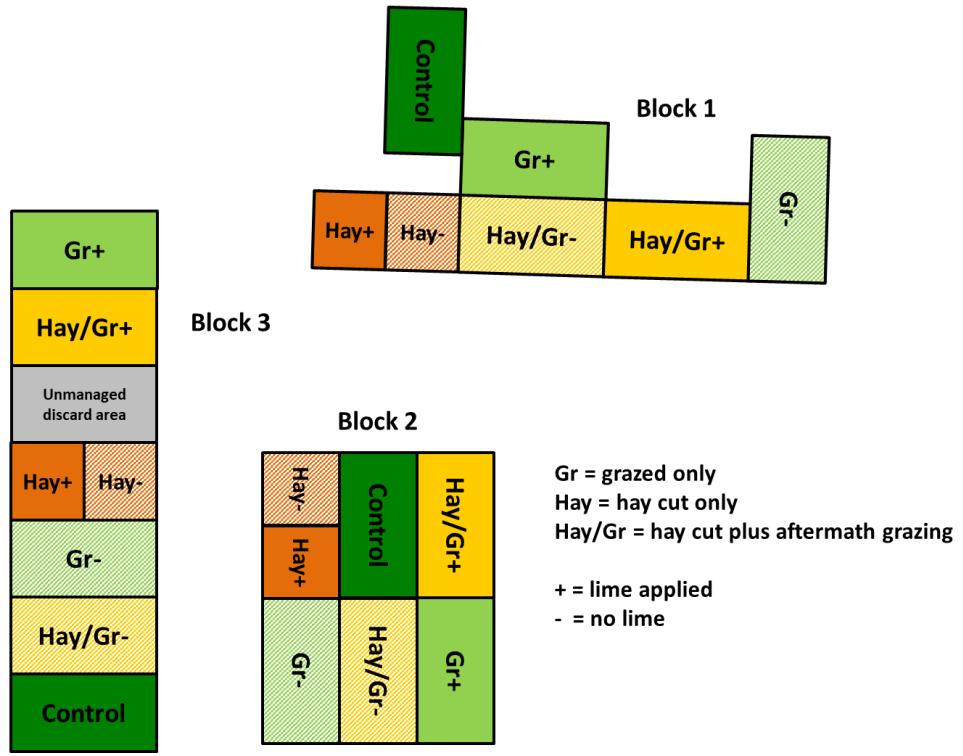 Block 1
Control
Gr+
Gr-
Hay+
Hay-
Hay/Gr-
Hay/Gr+
Block 3
Gr+
Hay/Gr+
Unmanaged
discard area
Hay+
Hay-
Gr-
Hay/Gr-
Control
Block 2
Hay-
Hay+
Control
Hay/Gr+
Gr-
Hay/Gr-
Gr+
Gr = grazed only
Hay = hay cut only
Hay/Gr = hay cut plus aftermath grazing
+ = lime applied
- = no lime